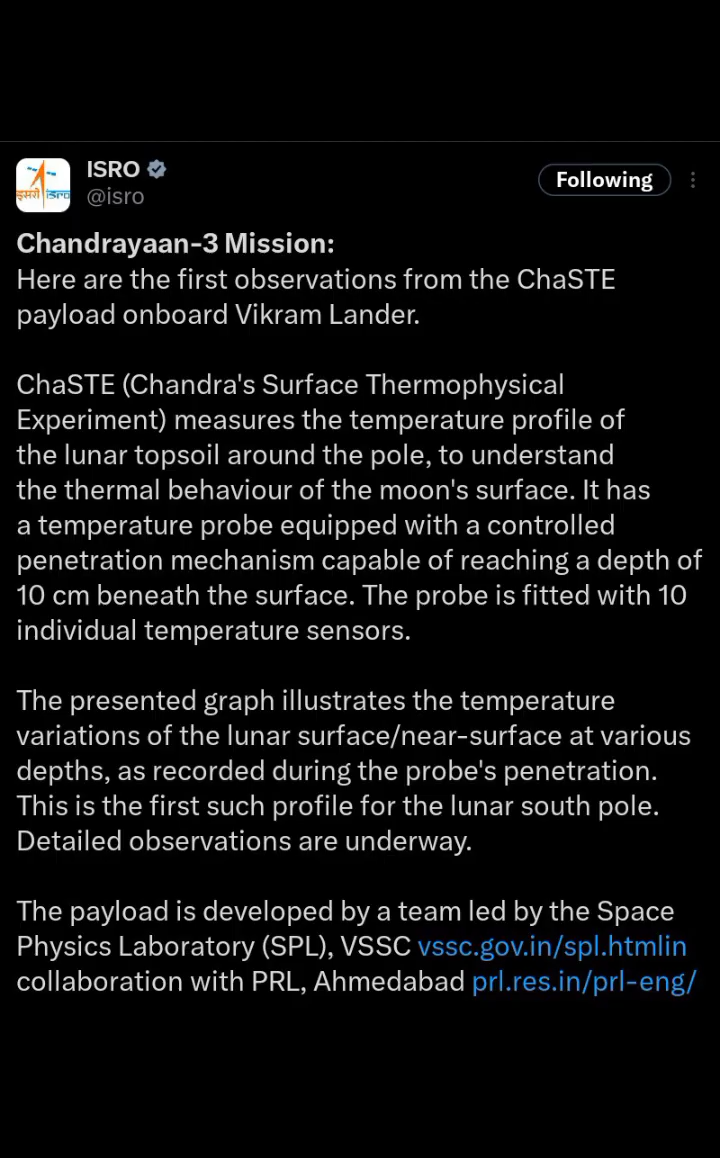 ISRO
@isro
Following
इसरो isro
Chandrayaan-3 Mission:
Here are the first observations from the ChaSTE
payload onboard Vikram Lander.
ChaSTE (Chandra's Surface Thermophysical
Experiment) measures the temperature profile of
the lunar topsoil around the pole, to understand
the thermal behaviour of the moon's surface. It has
a temperature probe equipped with a controlled
penetration mechanism capable of reaching a depth of
10 cm beneath the surface. The probe is fitted with 10
individual temperature sensors.
The presented graph illustrates the temperature
variations of the lunar surface/near-surface at various
depths, as recorded during the probe's penetration.
This is the first such profile for the lunar south pole.
Detailed observations are underway.
The payload is developed by a team led by the Space
Physics Laboratory (SPL), VSSC vssc.gov.in/spl.htmlin
collaboration with PRL, Ahmedabad prl.res.in/prl-eng/